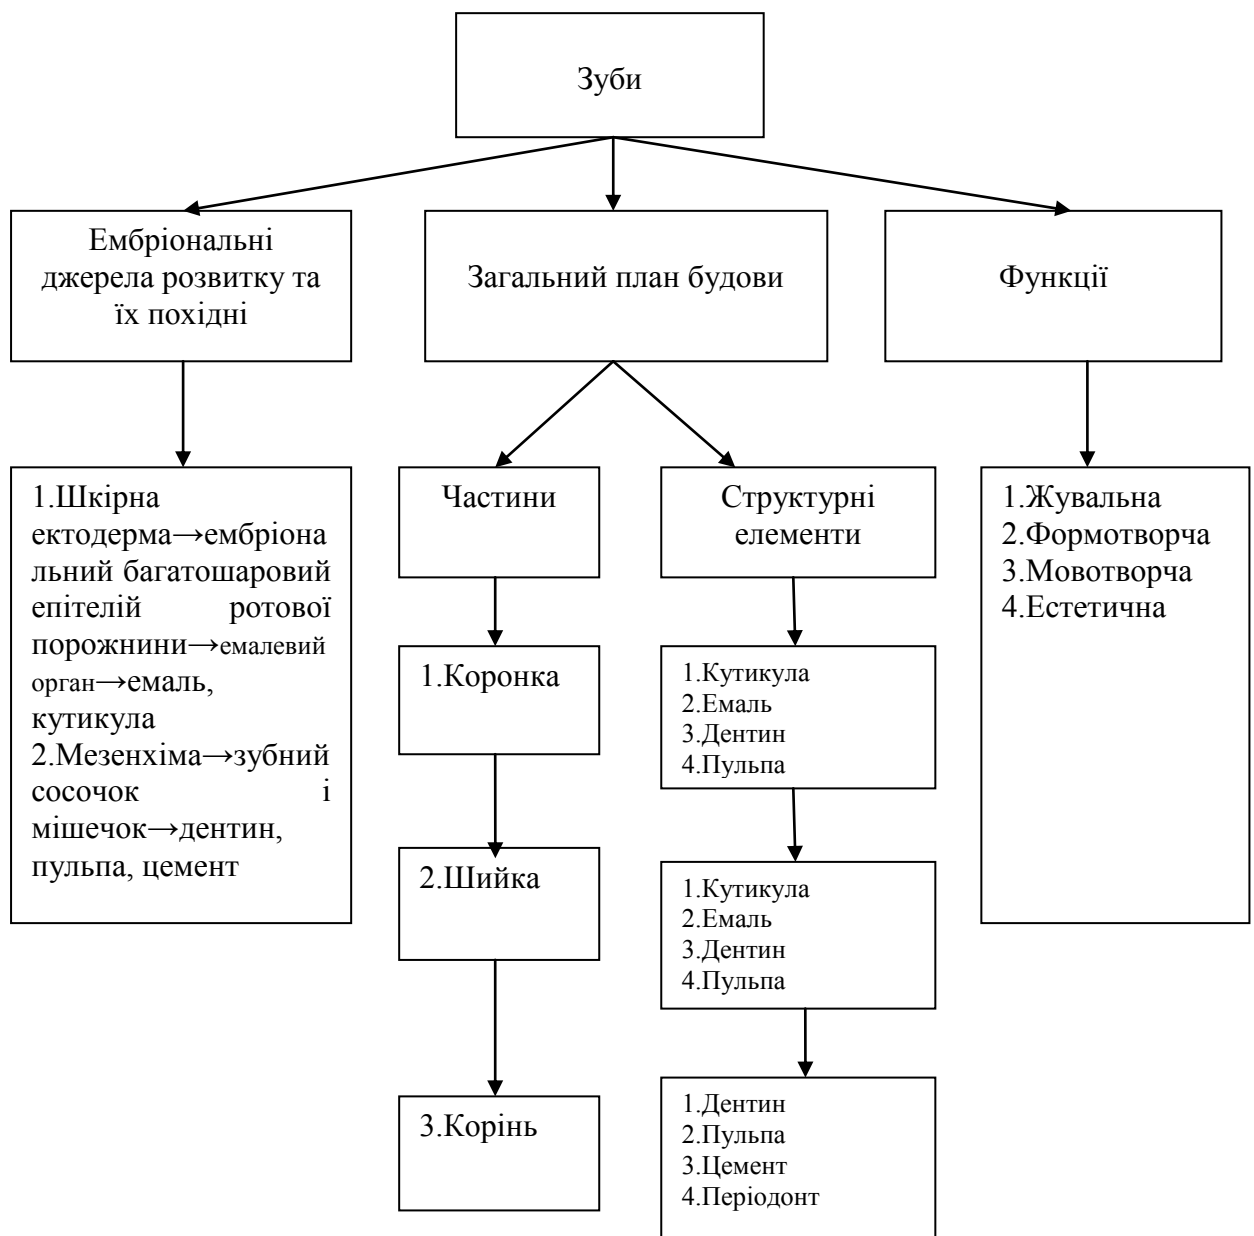 Зуби
Ембріональні
джерела розвитку та
їх похідні
Загальний план будови
Функції
1.Шкірна
ектодерма→ембріона
льний багатошаровий
епітелій ротової
порожнини→емалевий
орган→емаль,
кутикула
2.Мезенхіма→зубний
сосочок і
мішечок→дентин,
пульпа, цемент
Частини
Структурні
елементи
1.Жувальна
2.Формотворча
3.Мовотворча
4.Естетична
1.Коронка
1.Кутикула
2.Емаль
3.Дентин
4.Пульпа
2.Шийка
1.Кутикула
2.Емаль
3.Дентин
4.Пульпа
3.Корінь
1.Дентин
2.Пульпа
3.Цемент
4.Періодонт